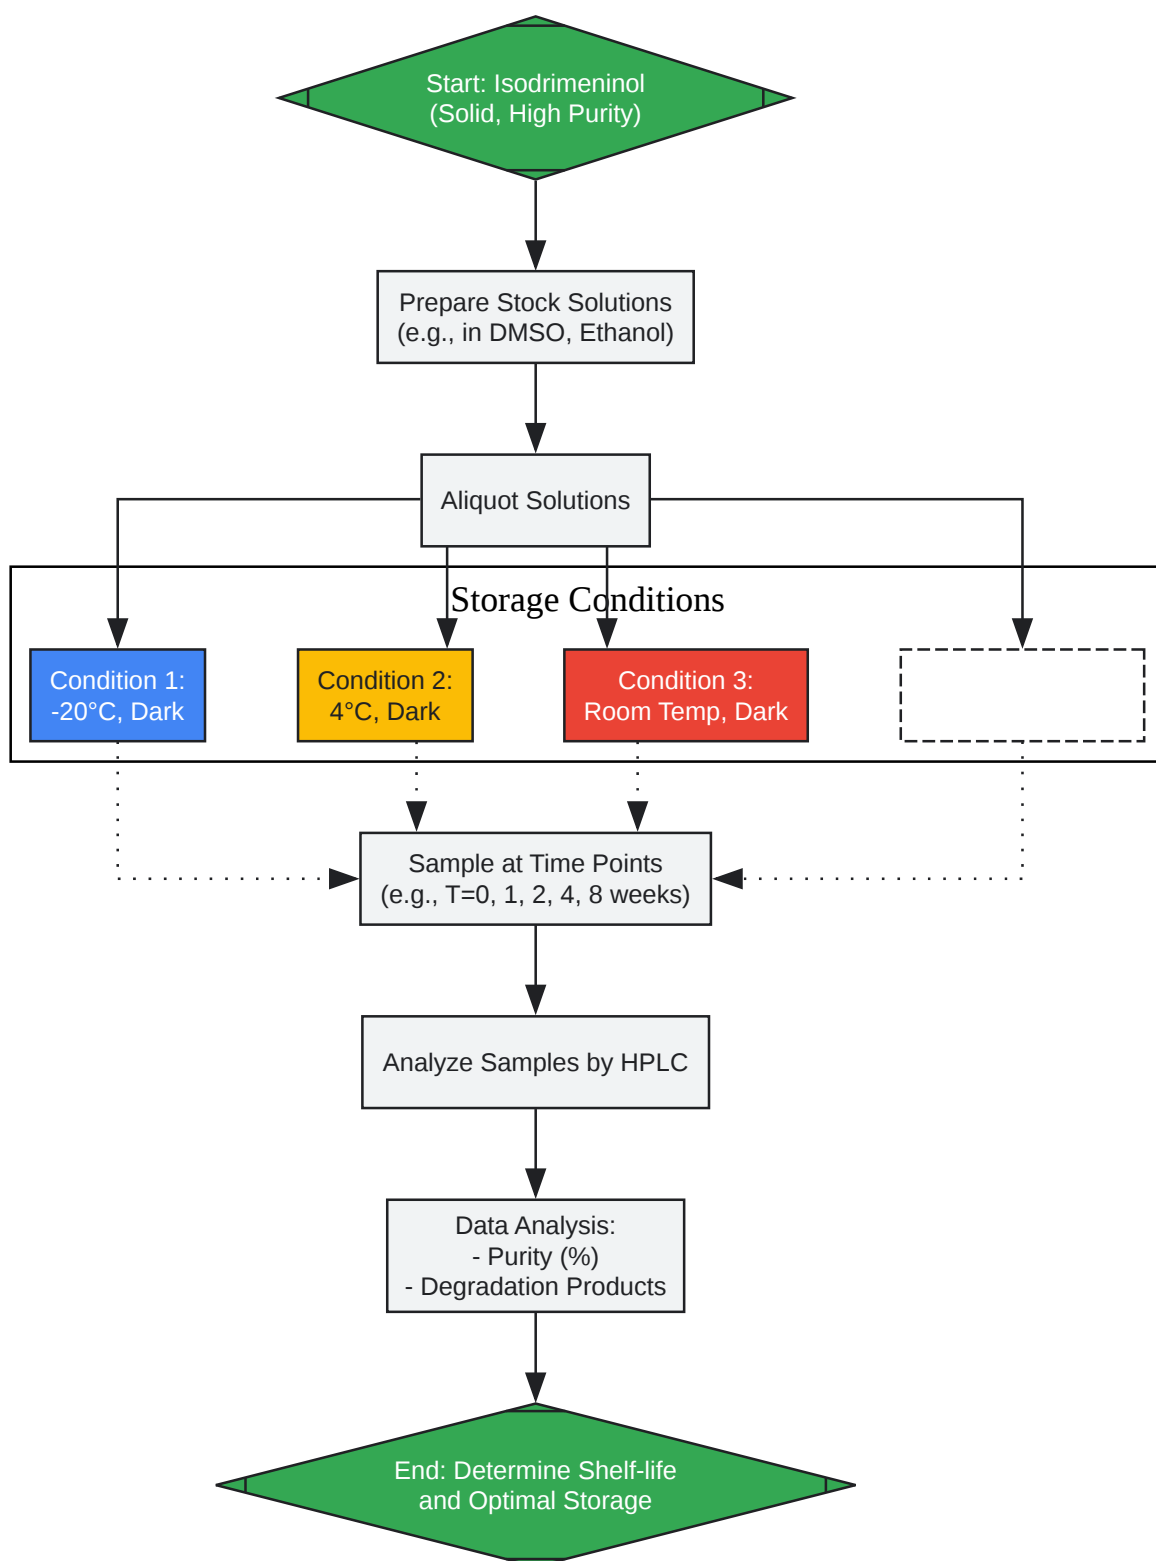 Start: Isodrimeninol
(Solid, High Purity)
Prepare Stock Solutions
(e.g., in DMSO, Ethanol)
Aliquot Solutions
Storage Conditions
Condition 1:
-20°C, Dark
Condition 2:
4°C, Dark
Condition 3:
Room Temp, Dark
Sample at Time Points
(e.g., T=0, 1, 2, 4, 8 weeks)
Analyze Samples by HPLC
Data Analysis:
- Purity (%)
- Degradation Products
End: Determine Shelf-life
and Optimal Storage